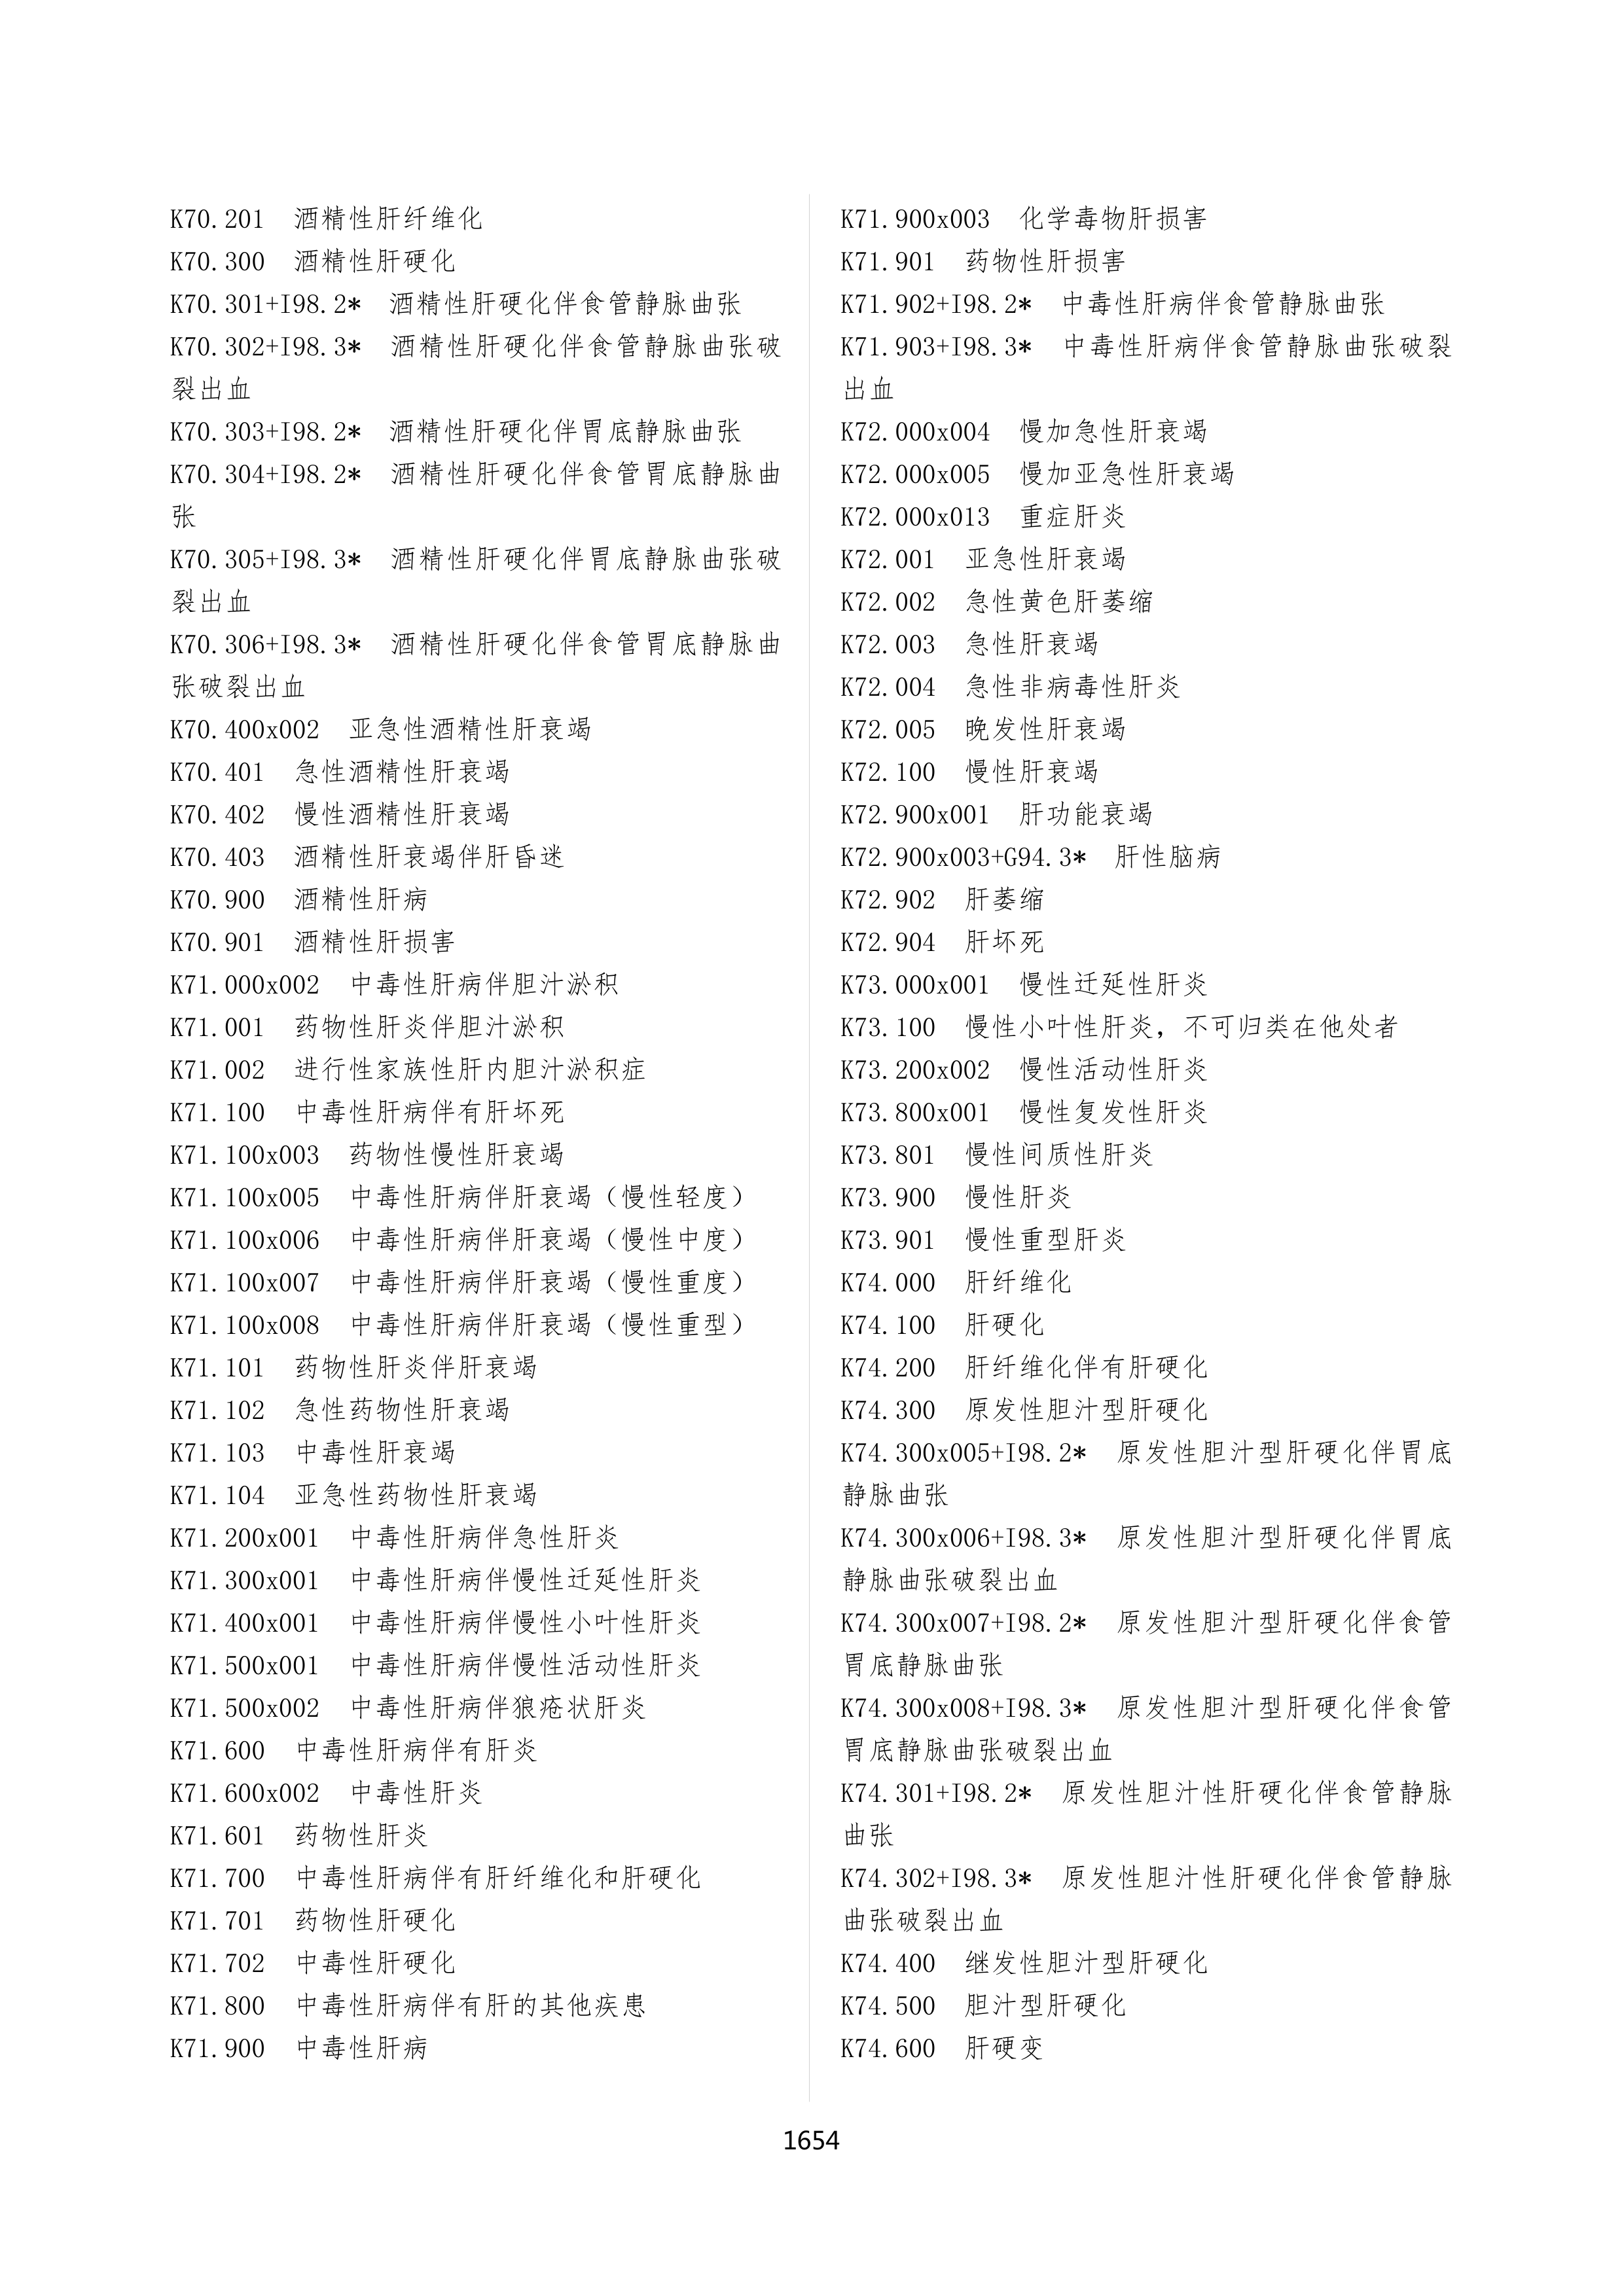 K70.201 酒精性肝纤维化
K70.300 酒精性肝硬化
K70.301+I98.2* 酒精性肝硬化伴食管静脉曲张
K70.302+I98.3* 酒精性肝硬化伴食管静脉曲张破
裂出血
K70.303+I98.2* 酒精性肝硬化伴胃底静脉曲张
K70.304+I98.2* 酒精性肝硬化伴食管胃底静脉曲
张
K70.305+I98.3* 酒精性肝硬化伴胃底静脉曲张破
裂出血
K70.306+I98.3* 酒精性肝硬化伴食管胃底静脉曲
张破裂出血
K70.400x002 亚急性酒精性肝衰竭
K70.401 急性酒精性肝衰竭
K70.402 慢性酒精性肝衰竭
K70.403 酒精性肝衰竭伴肝昏迷
K70.900 酒精性肝病
K70.901 酒精性肝损害
K71.000x002 中毒性肝病伴胆汁淤积
K71.001 药物性肝炎伴胆汁淤积
K71.002 进行性家族性肝内胆汁淤积症
K71.100 中毒性肝病伴有肝坏死
K71.100x003 药物性慢性肝衰竭
K71.100x005 中毒性肝病伴肝衰竭（慢性轻度）
K71.100x006 中毒性肝病伴肝衰竭（慢性中度）
K71.100x007 中毒性肝病伴肝衰竭（慢性重度）
K71.100x008 中毒性肝病伴肝衰竭（慢性重型）
K71.101 药物性肝炎伴肝衰竭
K71.102 急性药物性肝衰竭
K71.103 中毒性肝衰竭
K71.104 亚急性药物性肝衰竭
K71.200x001 中毒性肝病伴急性肝炎
K71.300x001 中毒性肝病伴慢性迁延性肝炎
K71.400x001 中毒性肝病伴慢性小叶性肝炎
K71.500x001 中毒性肝病伴慢性活动性肝炎
K71.500x002 中毒性肝病伴狼疮状肝炎
K71.600 中毒性肝病伴有肝炎
K71.600x002 中毒性肝炎
K71.601 药物性肝炎
K71.700 中毒性肝病伴有肝纤维化和肝硬化
K71.701 药物性肝硬化
K71.702 中毒性肝硬化
K71.800 中毒性肝病伴有肝的其他疾患
K71.900 中毒性肝病
K71.900x003 化学毒物肝损害
K71.901 药物性肝损害
K71.902+I98.2* 中毒性肝病伴食管静脉曲张
K71.903+I98.3* 中毒性肝病伴食管静脉曲张破裂
出血
K72.000x004 慢加急性肝衰竭
K72.000x005 慢加亚急性肝衰竭
K72.000x013 重症肝炎
K72.001 亚急性肝衰竭
K72.002 急性黄色肝萎缩
K72.003 急性肝衰竭
K72.004 急性非病毒性肝炎
K72.005 晚发性肝衰竭
K72.100 慢性肝衰竭
K72.900x001 肝功能衰竭
K72.900x003+G94.3* 肝性脑病
K72.902 肝萎缩
K72.904 肝坏死
K73.000x001 慢性迁延性肝炎
K73.100 慢性小叶性肝炎，不可归类在他处者
K73.200x002 慢性活动性肝炎
K73.800x001 慢性复发性肝炎
K73.801 慢性间质性肝炎
K73.900 慢性肝炎
K73.901 慢性重型肝炎
K74.000 肝纤维化
K74.100 肝硬化
K74.200 肝纤维化伴有肝硬化
K74.300 原发性胆汁型肝硬化
K74.300x005+I98.2* 原发性胆汁型肝硬化伴胃底
静脉曲张
K74.300x006+I98.3* 原发性胆汁型肝硬化伴胃底
静脉曲张破裂出血
K74.300x007+I98.2* 原发性胆汁型肝硬化伴食管
胃底静脉曲张
K74.300x008+I98.3* 原发性胆汁型肝硬化伴食管
胃底静脉曲张破裂出血
K74.301+I98.2* 原发性胆汁性肝硬化伴食管静脉
曲张
K74.302+I98.3* 原发性胆汁性肝硬化伴食管静脉
曲张破裂出血
K74.400 继发性胆汁型肝硬化
K74.500 胆汁型肝硬化
K74.600 肝硬变
1654